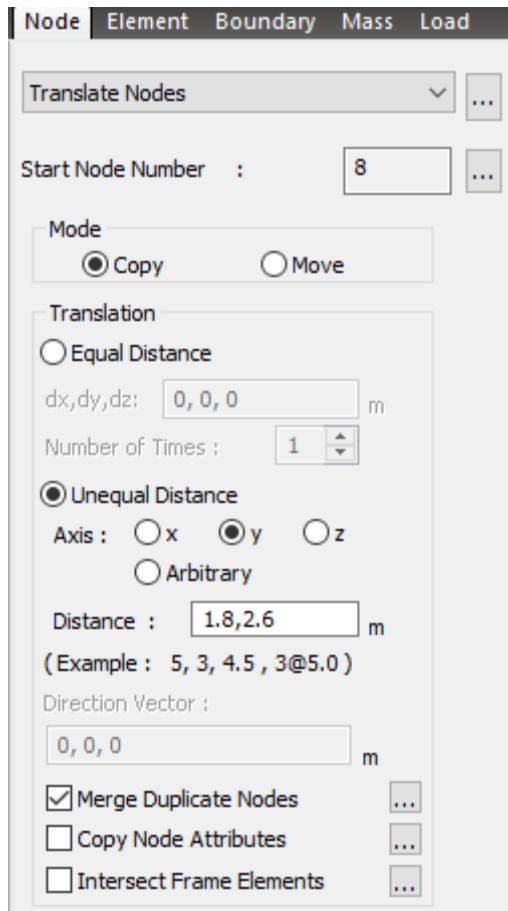 Node Element Boundary Mass Load
Translate Nodes
...
Start Node Number : 8 ...
Mode
Copy Move
Translation
Equal Distance
dx,dy,dz: 0, 0, 0 m
Number of Times : 1
Unequal Distance
Axis : x y z
Arbitrary
Distance : 1.8,2.6 m
( Example : 5, 3, 4.5 , 3@5.0 )
Direction Vector :
0, 0, 0 m
Merge Duplicate Nodes ...
Copy Node Attributes ...
Intersect Frame Elements ...